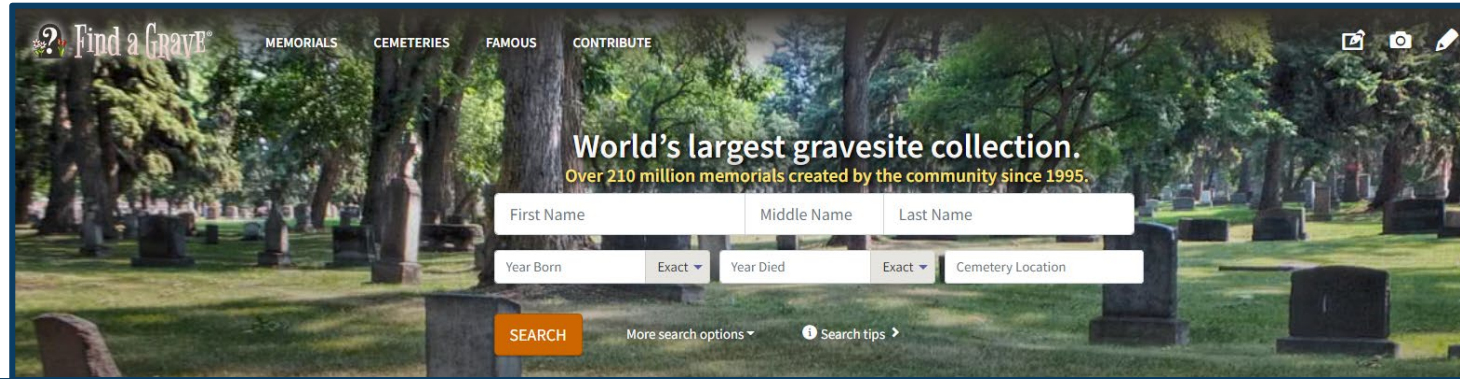 Find a Grave®
MEMORIALS CEMETERIES FAMOUS CONTRIBUTE
World's largest gravesite collection.
Over 210 million memorials created by the community since 1995.
First Name Middle Name Last Name
Year Born Exact Year Died Exact Cemetery Location
SEARCH More search options Search tips